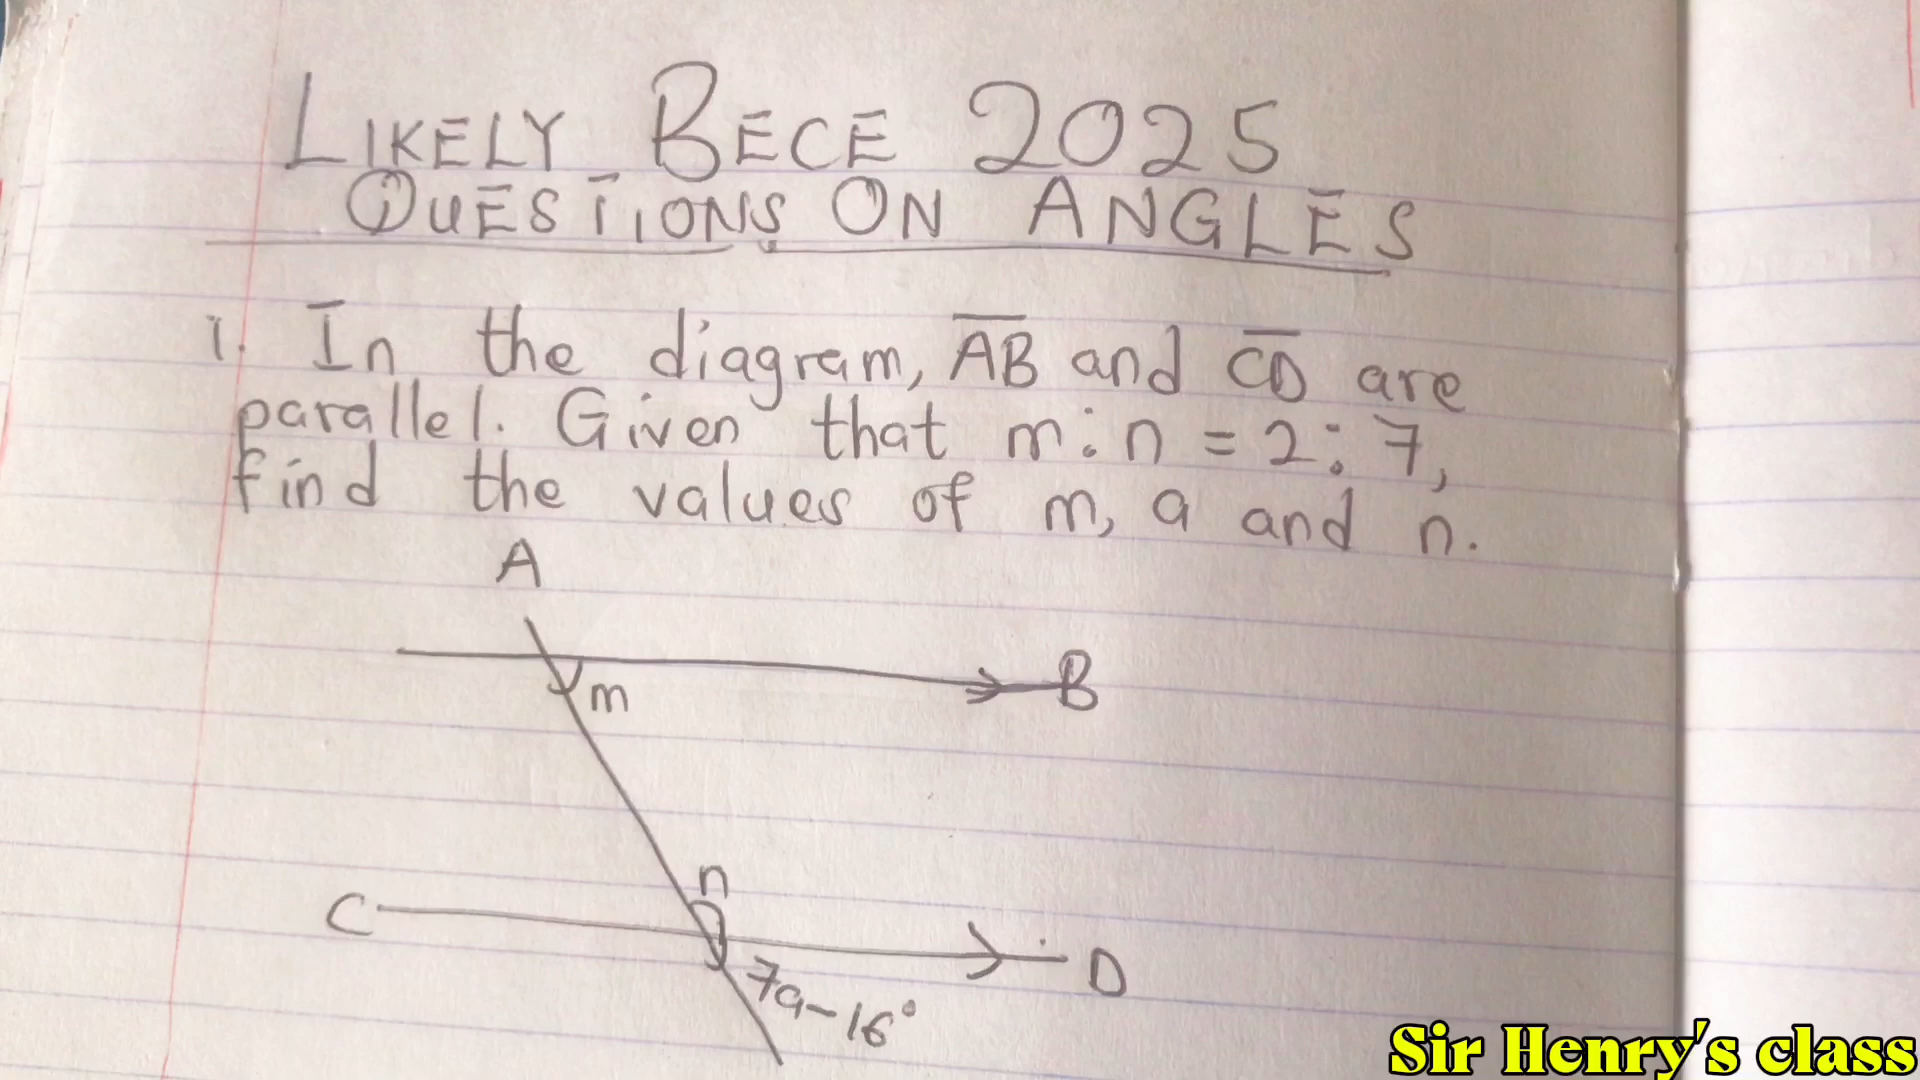 LIKELY BECE 2025
QUESTIONS ON ANGLES
1. In the diagram, AB and CD are
parallel. Given that m:n = 2:7,
find the values of m, a and n.
A
B
m
n
C
D
7a-16°
Sir Henry's class